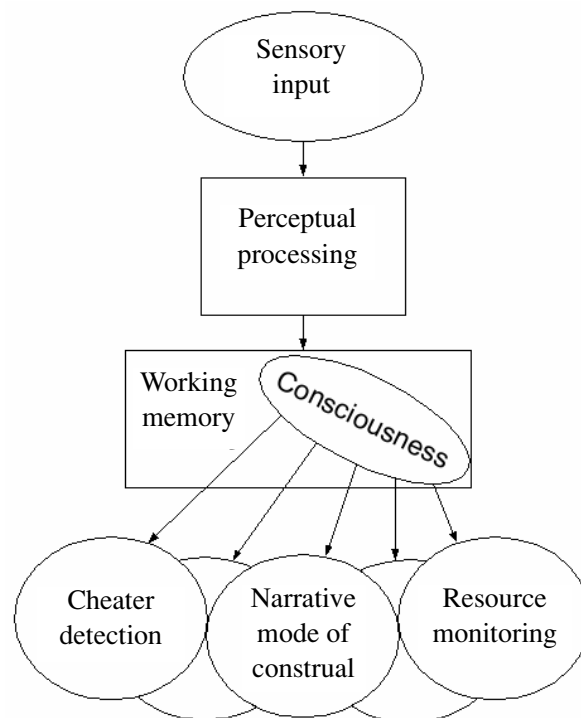 Sensory
input
Perceptual
processing
Working
memory
Consciousness
Cheater
detection
Narrative
mode of
construal
Resource
monitoring